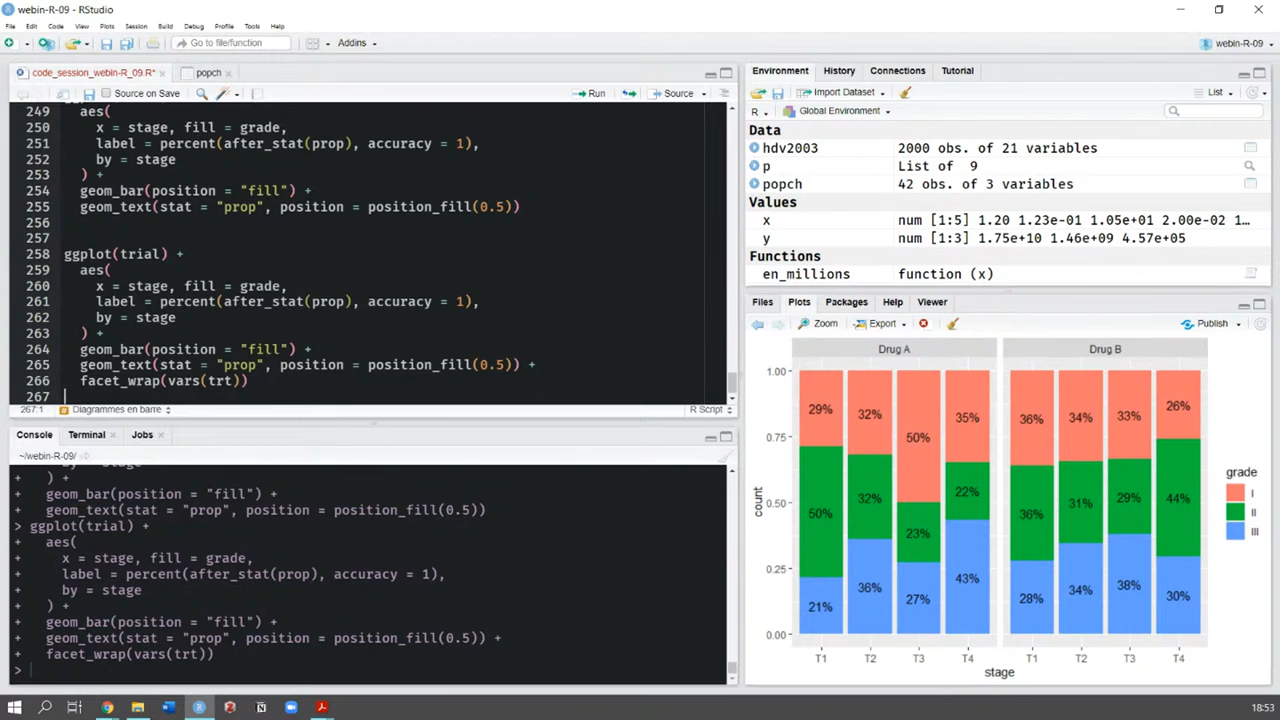 webin-R-09 - RStudio
File Edit Code View Plots Session Build Debug Profile Tools Help
Go to file/function Addins webin-R-09
code_session_webin-R_09.R* popch
Source on Save Run Source
249 aes(
250 x = stage, fill = grade,
251 label = percent(after_stat(prop), accuracy = 1),
252 by = stage
253 ) +
254 geom_bar(position = "fill") +
255 geom_text(stat = "prop", position = position_fill(0.5))
256
257
258 ggplot(trial) +
259 aes(
260 x = stage, fill = grade,
261 label = percent(after_stat(prop), accuracy = 1),
262 by = stage
263 ) +
264 geom_bar(position = "fill") +
265 geom_text(stat = "prop", position = position_fill(0.5)) +
266 facet_wrap(vars(trt))
267
267:1 Diagrammes en barre R Script
Console Terminal Jobs
~/webin-R-09/
+ ) +
+ geom_bar(position = "fill") +
+ geom_text(stat = "prop", position = position_fill(0.5))
> ggplot(trial) +
+ aes(
+ x = stage, fill = grade,
+ label = percent(after_stat(prop), accuracy = 1),
+ by = stage
+ ) +
+ geom_bar(position = "fill") +
+ geom_text(stat = "prop", position = position_fill(0.5)) +
+ facet_wrap(vars(trt))
>
Environment History Connections Tutorial
Import Dataset List
R Global Environment
Data
hdv2003 2000 obs. of 21 variables
p List of 9
popch 42 obs. of 3 variables
Values
x num [1:5] 1.20 1.23e-01 1.05e+01 2.00e-02 1...
y num [1:3] 1.75e+10 1.46e+09 4.57e+05
Functions
en_millions function (x)
Files Plots Packages Help Viewer
Zoom Export Publish
Drug A Drug B
1.00
0.75
0.50
0.25
0.00
count
29% 32% 50% 35% 36% 34% 33% 26%
50% 32% 23% 22% 36% 31% 29% 44%
21% 36% 27% 43% 28% 34% 38% 30%
T1 T2 T3 T4 T1 T2 T3 T4
stage
grade
I
II
III
18:53